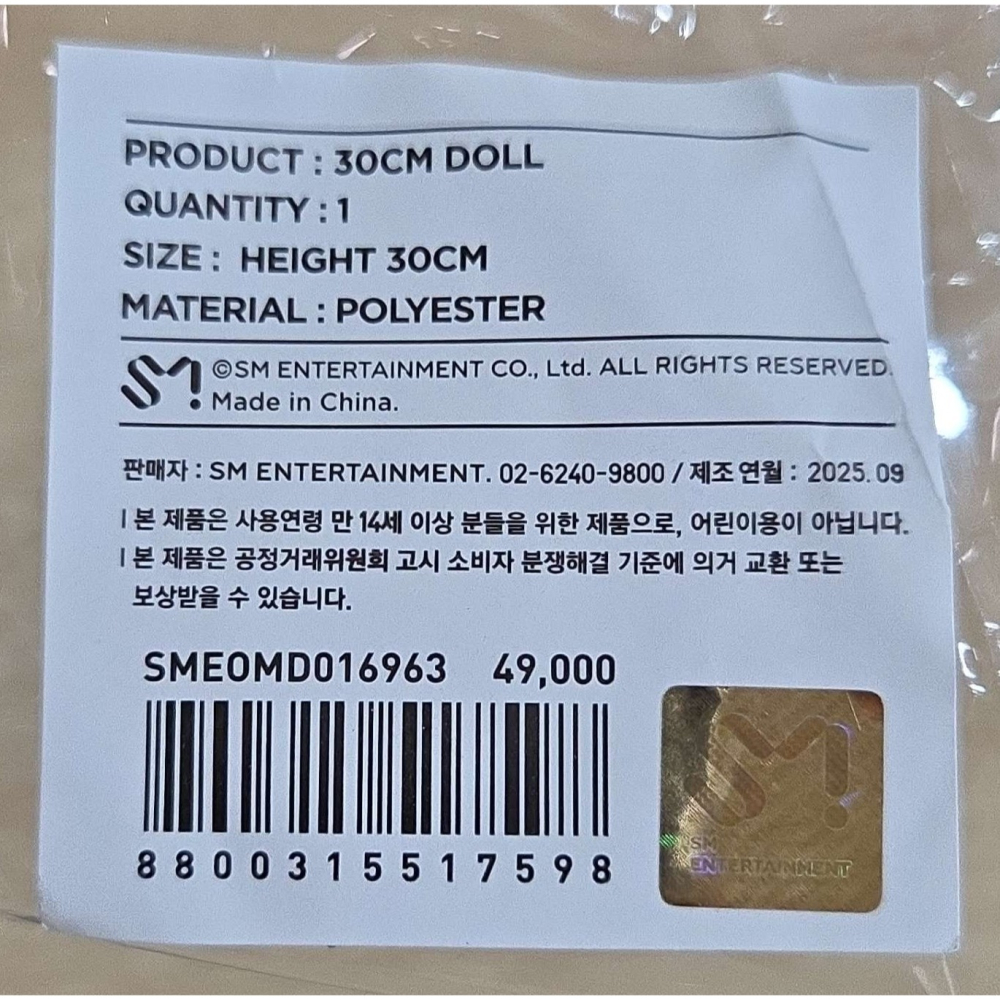 PRODUCT : 30CM DOLL
QUANTITY : 1
SIZE : HEIGHT 30CM
MATERIAL : POLYESTER
SM ©SM ENTERTAINMENT CO., Ltd. ALL RIGHTS RESERVED.
Made in China.
판매자 : SM ENTERTAINMENT. 02-6240-9800 / 제조연월 : 2025.09
l 본 제품은 사용연령 만 14세 이상 분들을 위한 제품으로, 어린이용이 아닙니다.
l 본 제품은 공정거래위원회 고시 소비자 분쟁해결 기준에 의거 교환 또는
보상받을 수 있습니다.
SMEOMD016963 49,000
8800315517598
SM
SM
ENTERTAINMENT